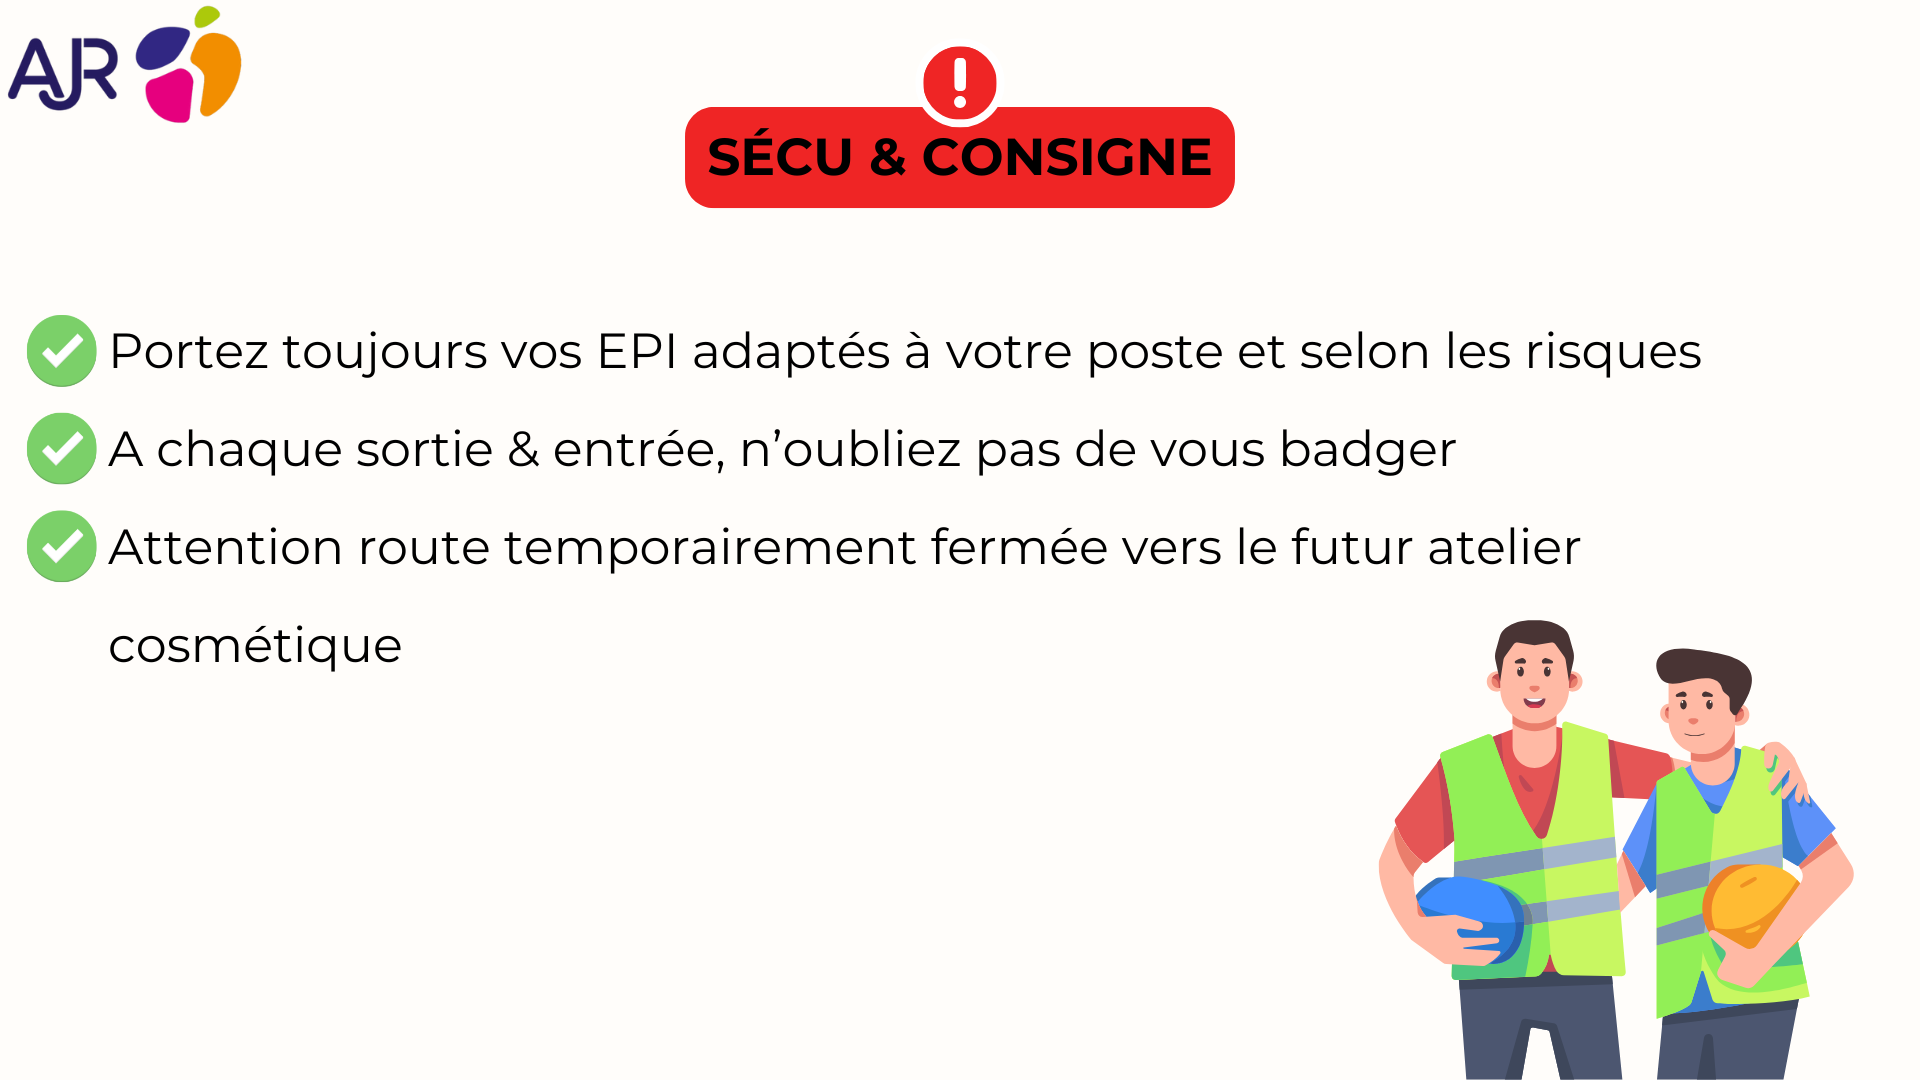 AJR
SÉCU & CONSIGNE
Portez toujours vos EPI adaptés à votre poste et selon les risques
A chaque sortie & entrée, n’oubliez pas de vous badger
Attention route temporairement fermée vers le futur atelier
cosmétique